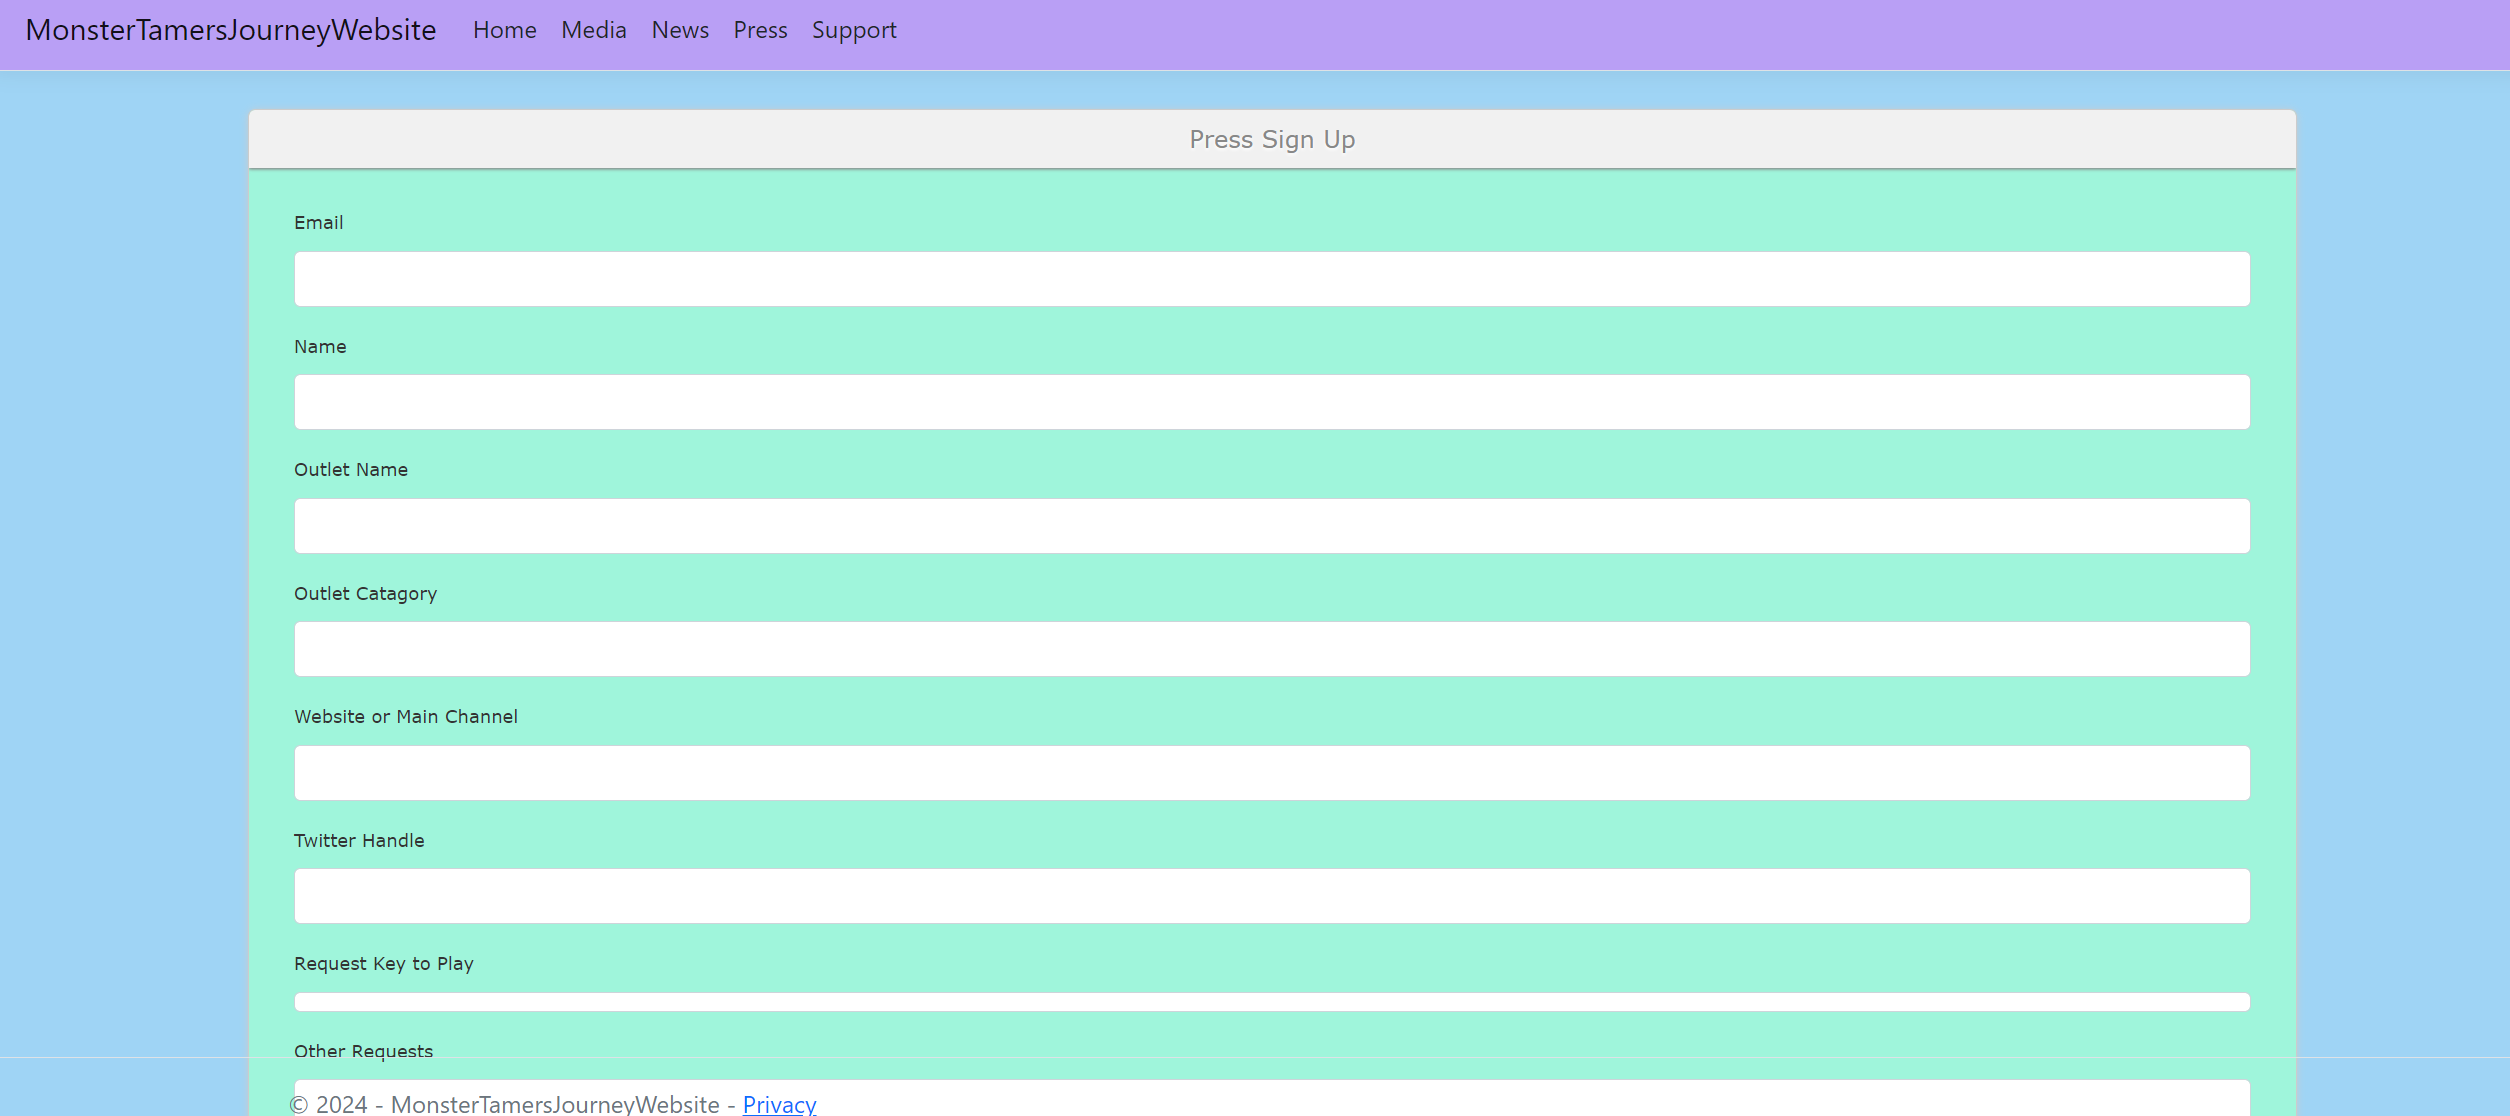 MonsterTamersJourneyWebsite Home Media News Press Support
Press Sign Up
Email
Name
Outlet Name
Outlet Catagory
Website or Main Channel
Twitter Handle
Request Key to Play
Other Requests
© 2024 - MonsterTamersJourneyWebsite - Privacy